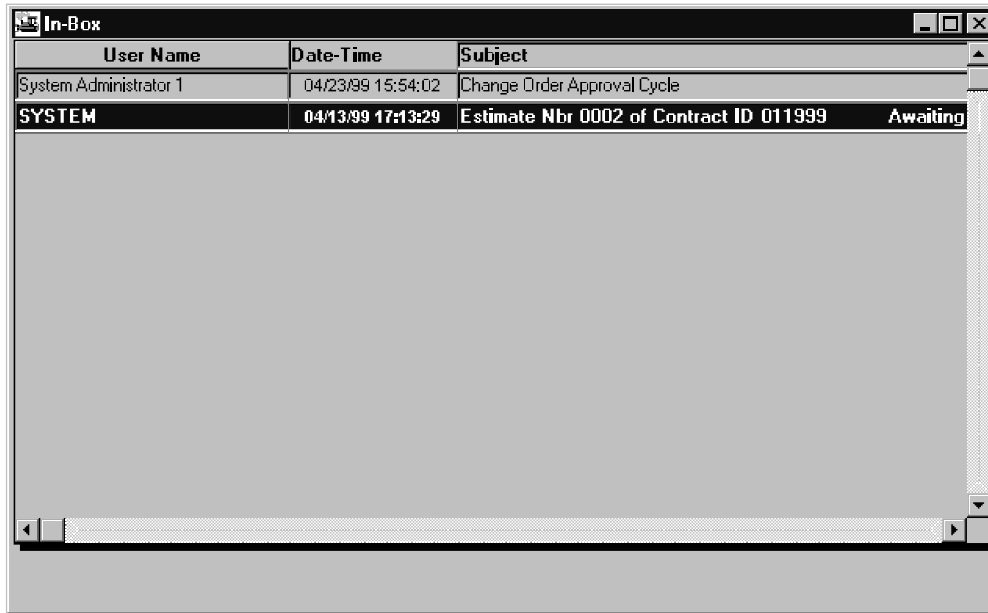 In-Box
User Name Date-Time Subject
System Administrator 1 04/23/99 15:54:02 Change Order Approval Cycle
SYSTEM 04/13/99 17:13:29 Estimate Nbr 0002 of Contract ID 011999 Awaiting